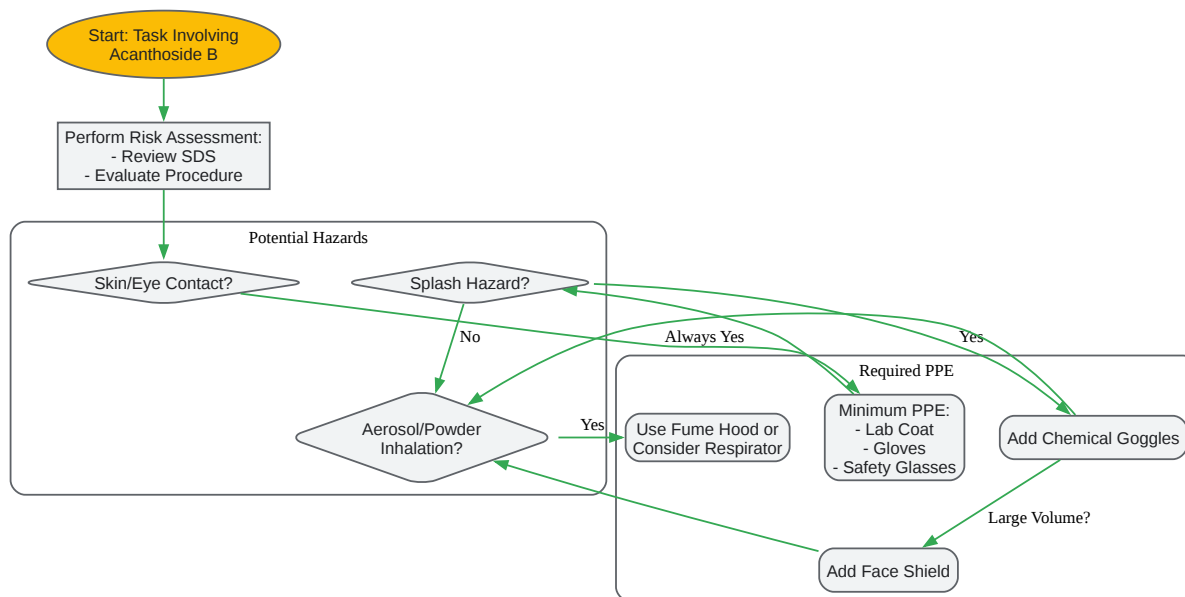 Start: Task Involving
Acanthoside B
Perform Risk Assessment:
- Review SDS
- Evaluate Procedure
Potential Hazards
Skin/Eye Contact?
Splash Hazard?
No
Always Yes
Yes
Required PPE
Aerosol/Powder
Inhalation?
Yes
Use Fume Hood or
Consider Respirator
Minimum PPE:
- Lab Coat
- Gloves
- Safety Glasses
Add Chemical Goggles
Large Volume?
Add Face Shield